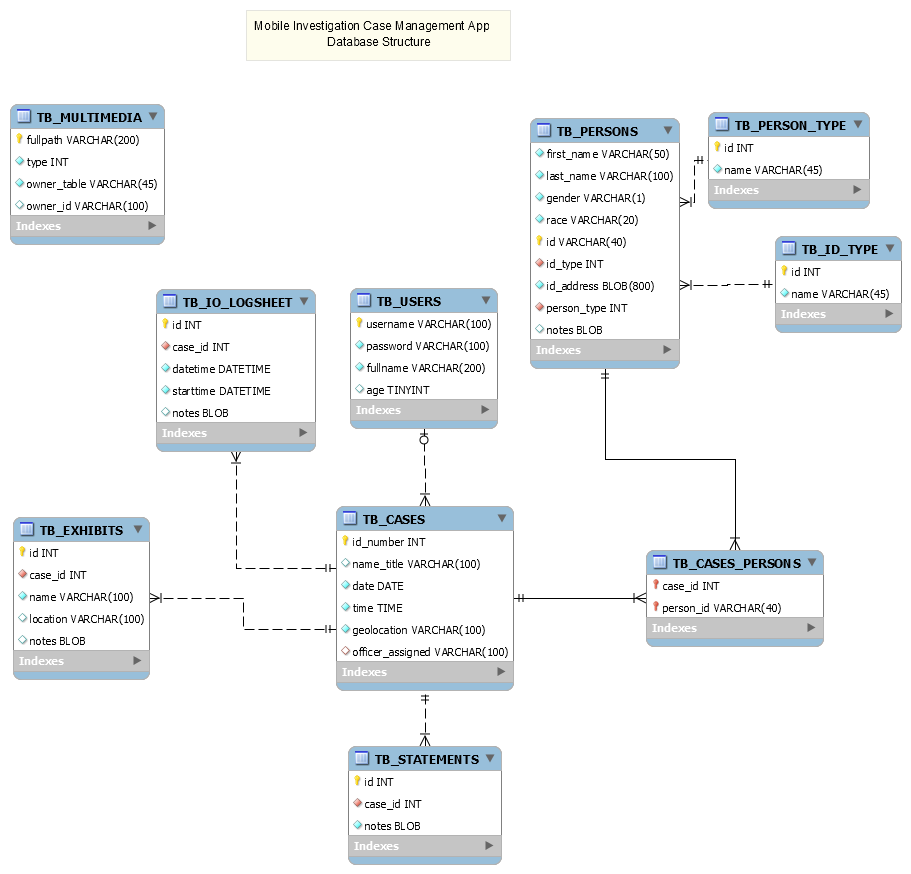 Mobile Investigation Case Management App
Database Structure
TB_MULTIMEDIA
fullpath VARCHAR(200)
type INT
owner_table VARCHAR(45)
owner_id VARCHAR(100)
Indexes
TB_PERSONS
first_name VARCHAR(50)
last_name VARCHAR(100)
gender VARCHAR(1)
race VARCHAR(20)
id VARCHAR(40)
id_type INT
id_address BLOB(800)
person_type INT
notes BLOB
Indexes
TB_PERSON_TYPE
id INT
name VARCHAR(45)
Indexes
TB_ID_TYPE
id INT
name VARCHAR(45)
Indexes
TB_IO_LOGSHEET
id INT
case_id INT
datetime DATETIME
starttime DATETIME
notes BLOB
Indexes
TB_USERS
username VARCHAR(100)
password VARCHAR(100)
fullname VARCHAR(200)
age TINYINT
Indexes
TB_EXHIBITS
id INT
case_id INT
name VARCHAR(100)
location VARCHAR(100)
notes BLOB
Indexes
TB_CASES
id_number INT
name_title VARCHAR(100)
date DATE
time TIME
geolocation VARCHAR(100)
officer_assigned VARCHAR(100)
Indexes
TB_CASES_PERSONS
case_id INT
person_id VARCHAR(40)
Indexes
TB_STATEMENTS
id INT
case_id INT
notes BLOB
Indexes